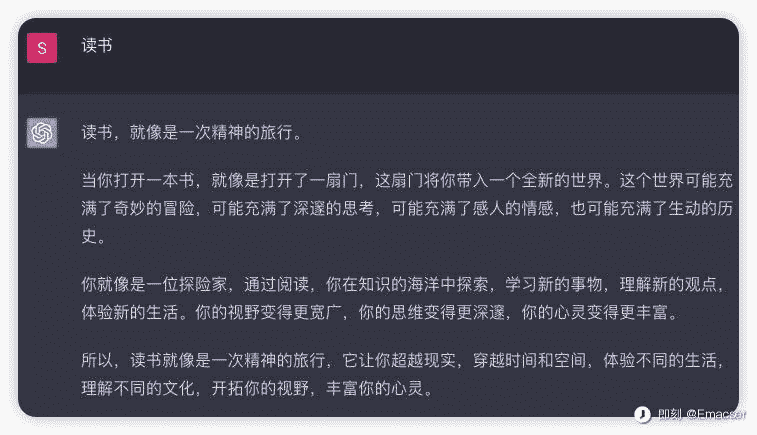 S
读书
读书，就像是一次精神的旅行。
当你打开一本书，就像是打开了一扇门，这扇门将你带入一个全新的世界。这个世界可能充
满了奇妙的冒险，可能充满了深邃的思考，可能充满了感人的情感，也可能充满了生动的历
史。
你就像是一位探险家，通过阅读，你在知识的海洋中探索，学习新的事物，理解新的观点，
体验新的生活。你的视野变得更宽广，你的思维变得更深邃，你的心灵变得更丰富。
所以，读书就像是一次精神的旅行，它让你超越现实，穿越时间和空间，体验不同的生活，
理解不同的文化，开拓你的视野，丰富你的心灵。
即刻 @Emacser